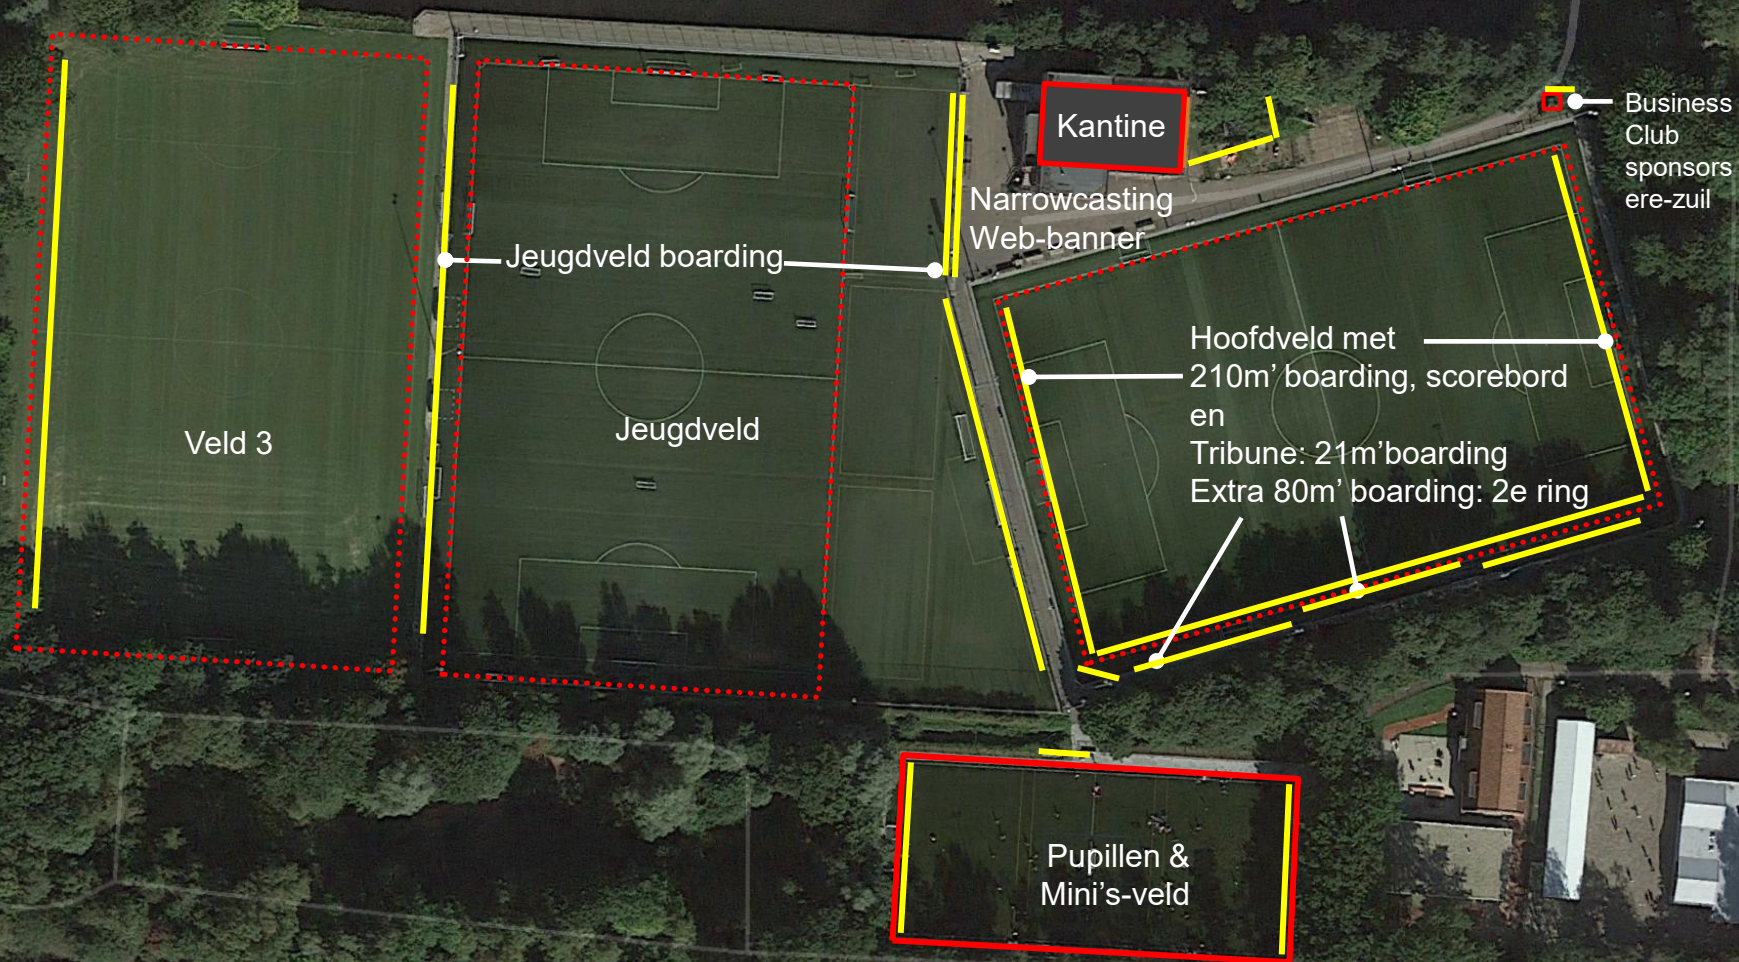 Kantine
Business
Club
sponsors
ere-zuil
Narrowcasting
Web-banner
Jeugdveld boarding
Hoofdveld met
210m’ boarding, scorebord
en
Tribune: 21m’boarding
Extra 80m’ boarding: 2e ring
Veld 3
Jeugdveld
Pupillen &
Mini’s-veld